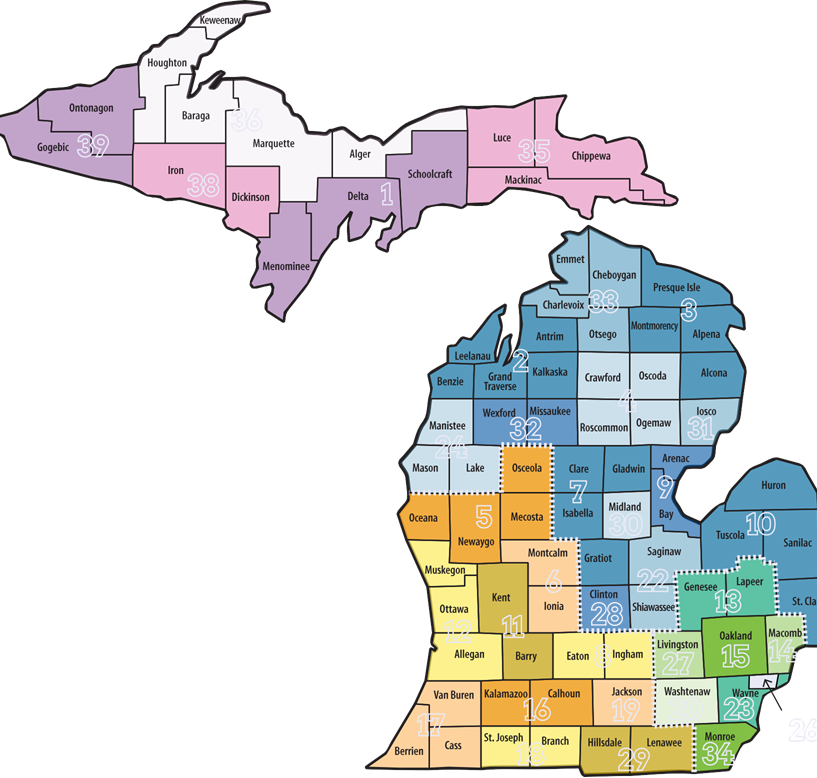 Keweenaw
Houghton
Ontonagon
Baraga
36
Marquette
Gogebic
39
Alger
Luce
35
Chippewa
Iron
38
Schoolcraft
Mackinac
Dickinson
Delta
1
Menominee
Emmet
Cheboygan
Presque Isle
Charlevoix
33
3
Antrim
Otsego
Montmorency
Alpena
Leelanau
2
Benzie
Grand
Traverse
Kalkaska
Crawford
Oscoda
Alcona
4
Manistee
Wexford
Missaukee
Roscommon
Ogemaw
Iosco
32
31
24
Mason
Lake
Osceola
Clare
Gladwin
Arenac
7
9
Huron
Oceana
5
Mecosta
Isabella
Midland
30
Bay
10
Newaygo
Tuscola
Sanilac
Montcalm
Gratiot
Saginaw
Muskegon
6
22
Genesee
Lapeer
Kent
Ionia
Clinton
28
Shiawassee
13
St. Cla
Ottawa
12
11
Oakland
Macomb
Allegan
Barry
Eaton
Ingham
Livingston
27
15
14
Van Buren
Kalamazoo
Calhoun
Jackson
Washtenaw
Wayne
17
16
19
23
26
Berrien
Cass
St. Joseph
Branch
Hillsdale
Lenawee
Monroe
29
34